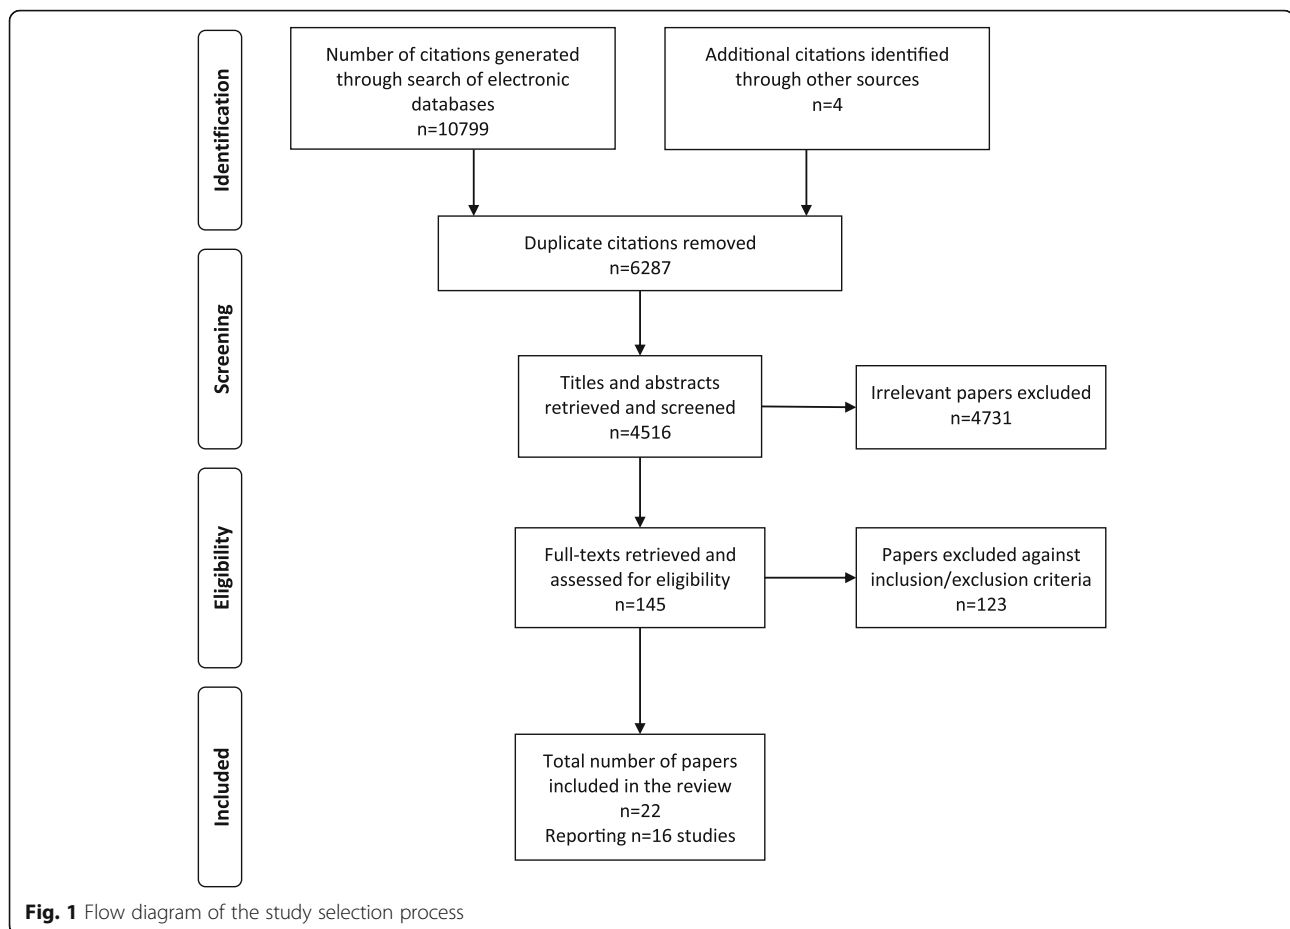 Identification
Number of citations generated
through search of electronic
databases
n=10799
Additional citations identified
through other sources
n=4
Duplicate citations removed
n=6287
Screening
Titles and abstracts
retrieved and screened
n=4516
Irrelevant papers excluded
n=4731
Eligibility
Full-texts retrieved and
assessed for eligibility
n=145
Papers excluded against
inclusion/exclusion criteria
n=123
Included
Total number of papers
included in the review
n=22
Reporting n=16 studies
Fig. 1 Flow diagram of the study selection process